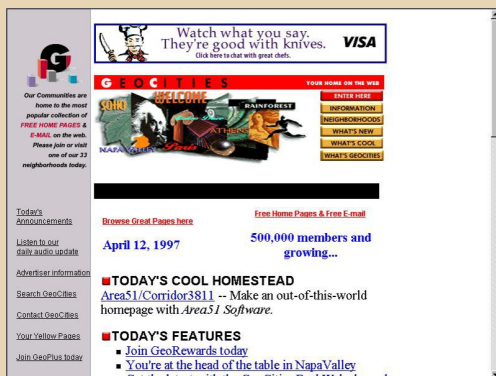 Watch what you say.
They're good with knives.
Click here to chat with great chefs.
VISA
G
Our Communities are
home to the most
popular collection of
FREE HOME PAGES &
E-MAIL on the web.
Please join or visit
one of our 33
neighborhoods today.
Today's
Announcements
Listen to our
daily audio update
Advertiser information
Search GeoCities
Contact GeoCities
Your Yellow Pages
Join GeoPlus today
GEOCITIES
YOUR HOME ON THE WEB
WELCOME
SOHO
RAINFOREST
ATHENS
NAPA VALLEY
Paris
ENTER HERE
INFORMATION
NEIGHBORHOODS
WHAT'S NEW
WHAT'S COOL
WHAT'S GEOCITIES
Browse Great Pages here
Free Home Pages & Free E-mail
April 12, 1997
500,000 members and
growing...
TODAY'S COOL HOMESTEAD
Area51/Corridor3811 -- Make an out-of-this-world
homepage with Area51 Software.
TODAY'S FEATURES
Join GeoRewards today
You're at the head of the table in NapaValley